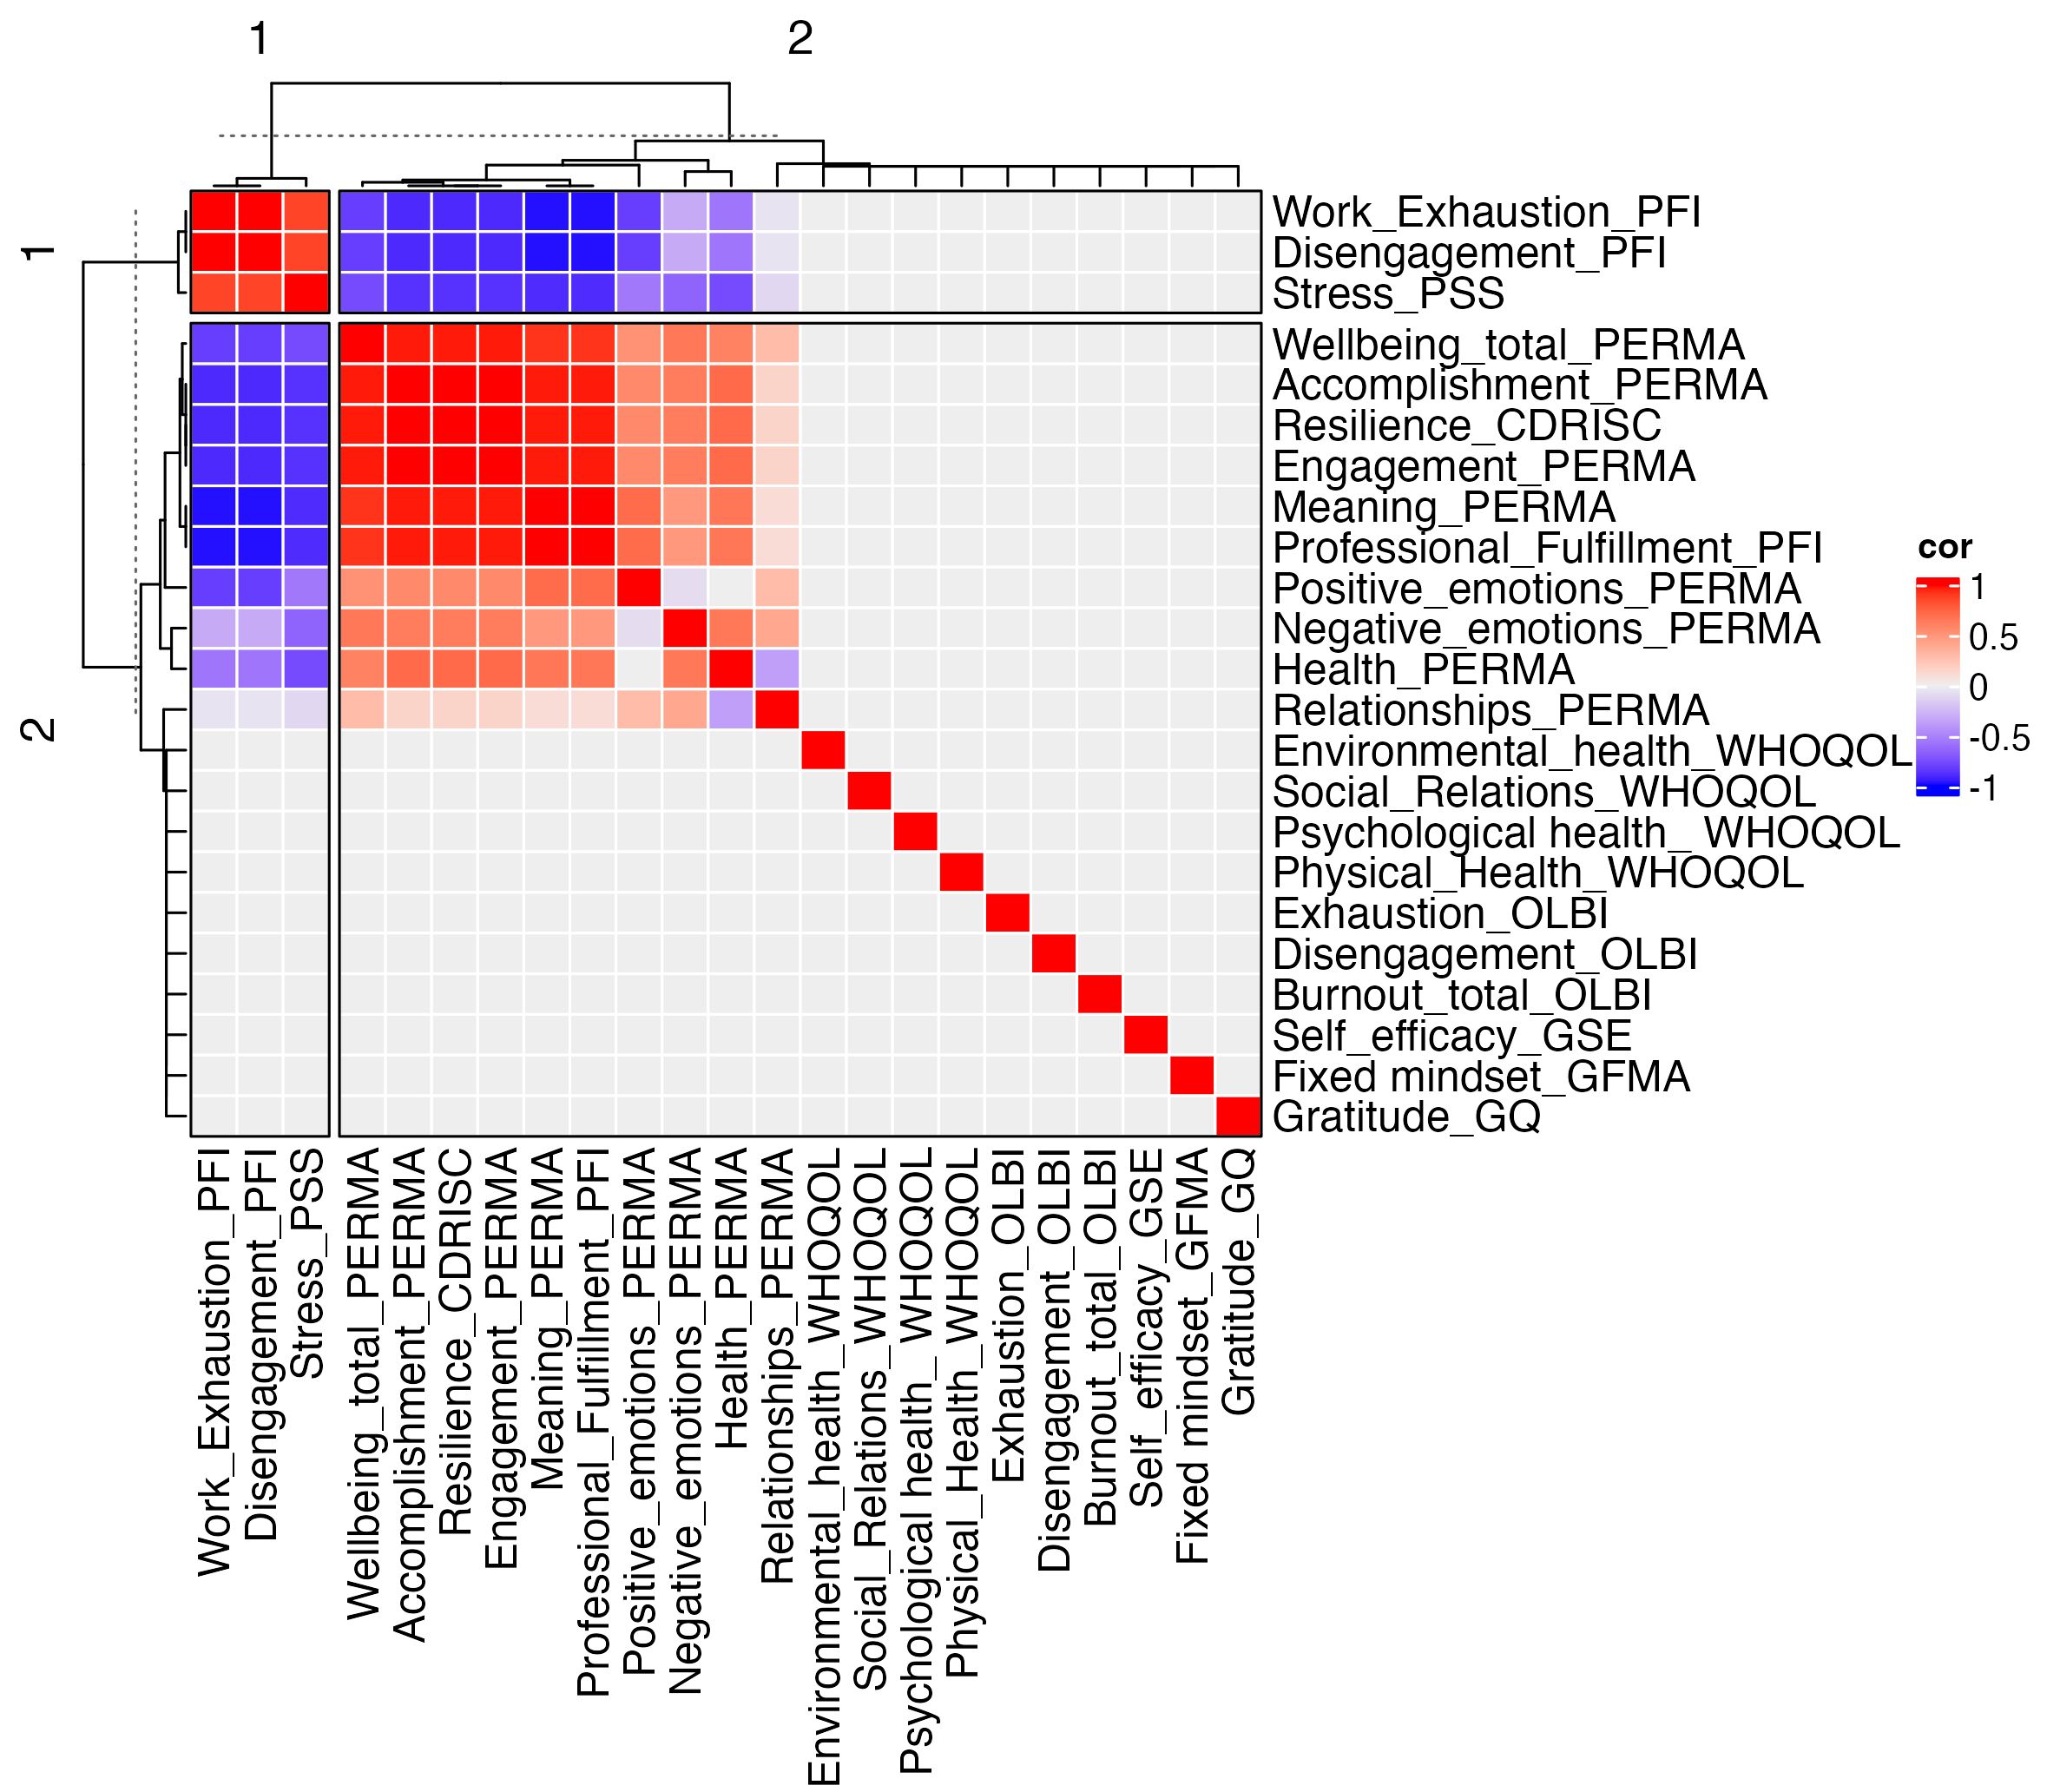 1
2
1
2
Work_Exhaustion_PFI
Disengagement_PFI
Stress_PSS
Wellbeing_total_PERMA
Accomplishment_PERMA
Resilience_CDRISC
Engagement_PERMA
Meaning_PERMA
Professional_Fulfillment_PFI
Positive_emotions_PERMA
Negative_emotions_PERMA
Health_PERMA
Relationships_PERMA
Environmental_health_WHOQOL
Social_Relations_WHOQOL
Psychological health_ WHOQOL
Physical_Health_WHOQOL
Exhaustion_OLBI
Disengagement_OLBI
Burnout_total_OLBI
Self_efficacy_GSE
Fixed mindset_GFMA
Gratitude_GQ
cor
1
0.5
0
-0.5
-1
Work_Exhaustion_PFI
Disengagement_PFI
Stress_PSS
Wellbeing_total_PERMA
Accomplishment_PERMA
Resilience_CDRISC
Engagement_PERMA
Meaning_PERMA
Professional_Fulfillment_PFI
Positive_emotions_PERMA
Negative_emotions_PERMA
Health_PERMA
Relationships_PERMA
Environmental_health_WHOQOL
Social_Relations_WHOQOL
Psychological health_ WHOQOL
Physical_Health_WHOQOL
Exhaustion_OLBI
Disengagement_OLBI
Burnout_total_OLBI
Self_efficacy_GSE
Fixed mindset_GFMA
Gratitude_GQ